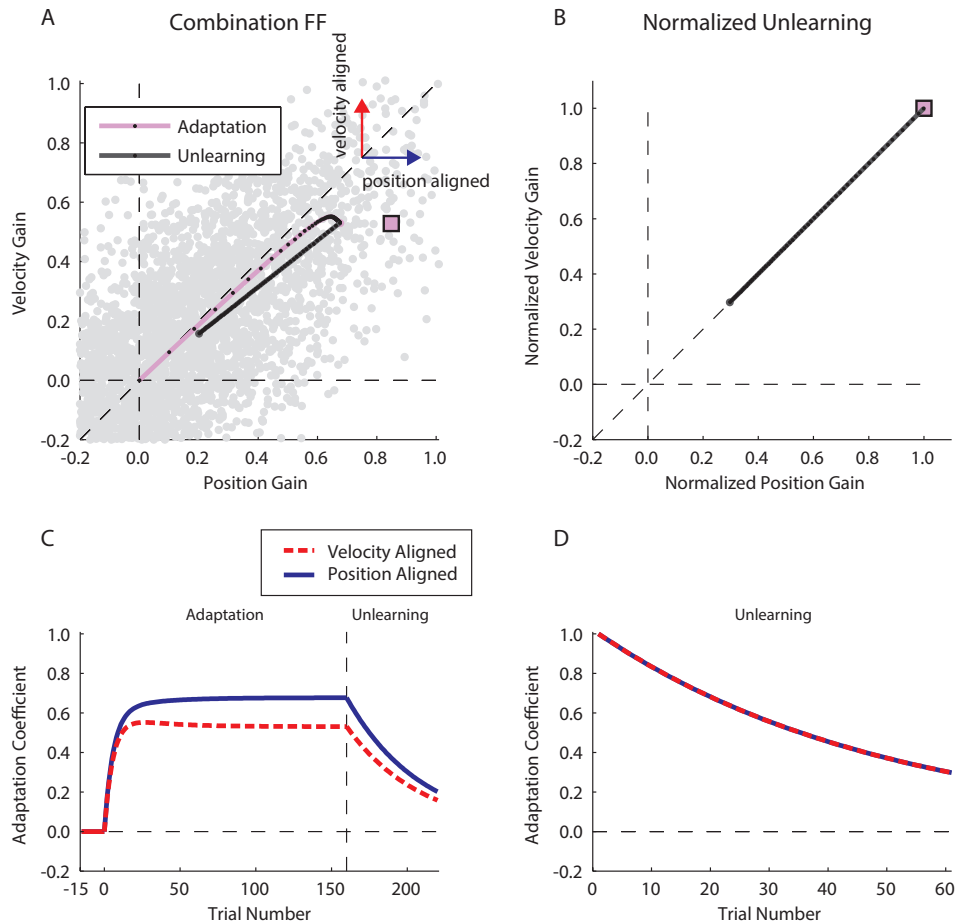 A
Combination FF
1.0
0.8
0.6
0.4
0.2
0.0
-0.2
Velocity Gain
Adaptation
Unlearning
velocity aligned
position aligned
-0.2
0.0
0.2
0.4
0.6
0.8
1.0
Position Gain
B
Normalized Unlearning
1.0
0.8
0.6
0.4
0.2
0.0
-0.2
Normalized Velocity Gain
-0.2
0.0
0.2
0.4
0.6
0.8
1.0
Normalized Position Gain
C
Velocity Aligned
Position Aligned
Adaptation
Unlearning
1.0
0.8
0.6
0.4
0.2
0.0
-0.2
Adaptation Coefficient
-15
0
50
100
150
200
Trial Number
D
Unlearning
1.0
0.8
0.6
0.4
0.2
0.0
-0.2
Adaptation Coefficient
0
10
20
30
40
50
60
Trial Number